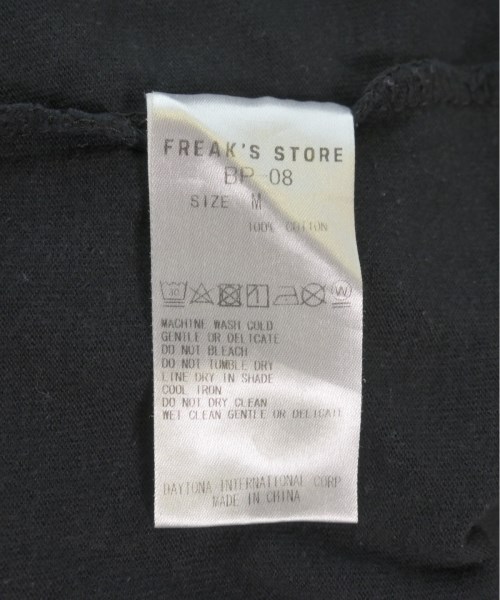 FREAK'S STORE
BP-08
SIZE M
100% COTTON
MACHINE WASH COLD
GENTLE OR DELICATE
DO NOT BLEACH
DO NOT TUMBLE DRY
LINE DRY IN SHADE
COOL IRON
DO NOT DRY CLEAN
WET CLEAN GENTLE OR DELICATE
DAYTONA INTERNATIONAL CORP
MADE IN CHINA